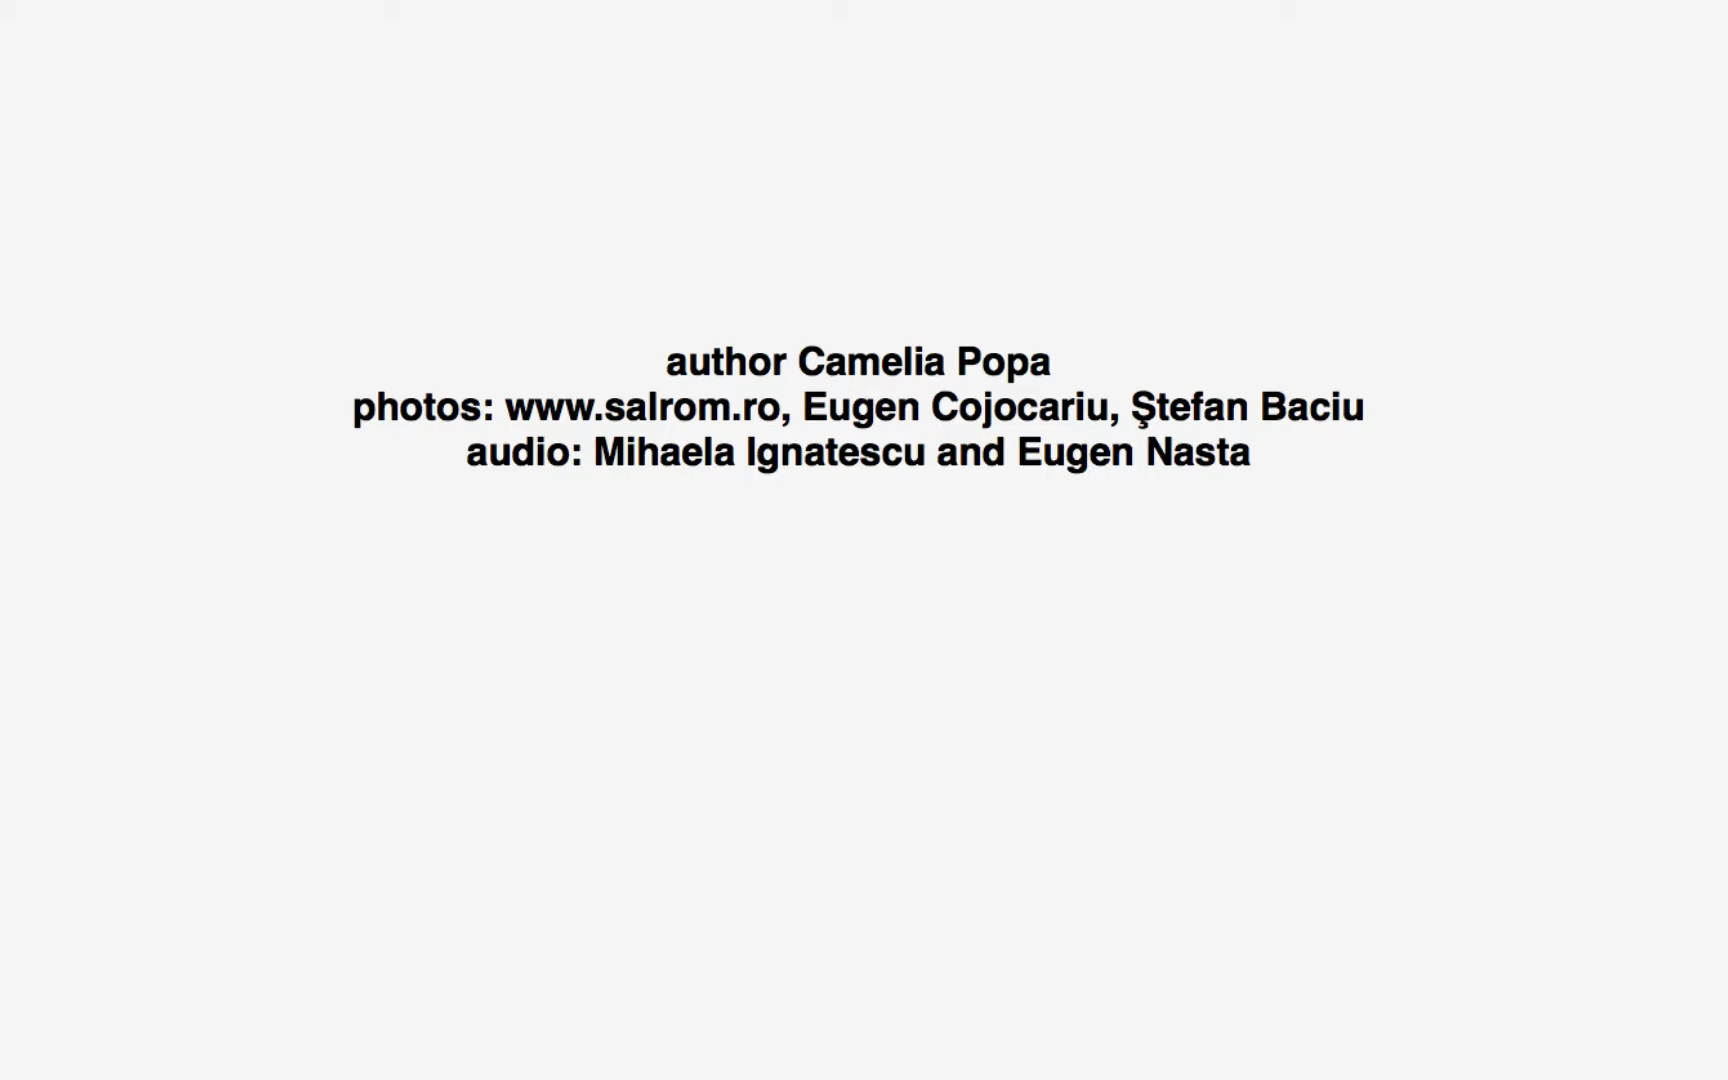 author Camelia Popa
photos: www.salrom.ro, Eugen Cojocariu, Ştefan Baciu
audio: Mihaela Ignatescu and Eugen Nasta